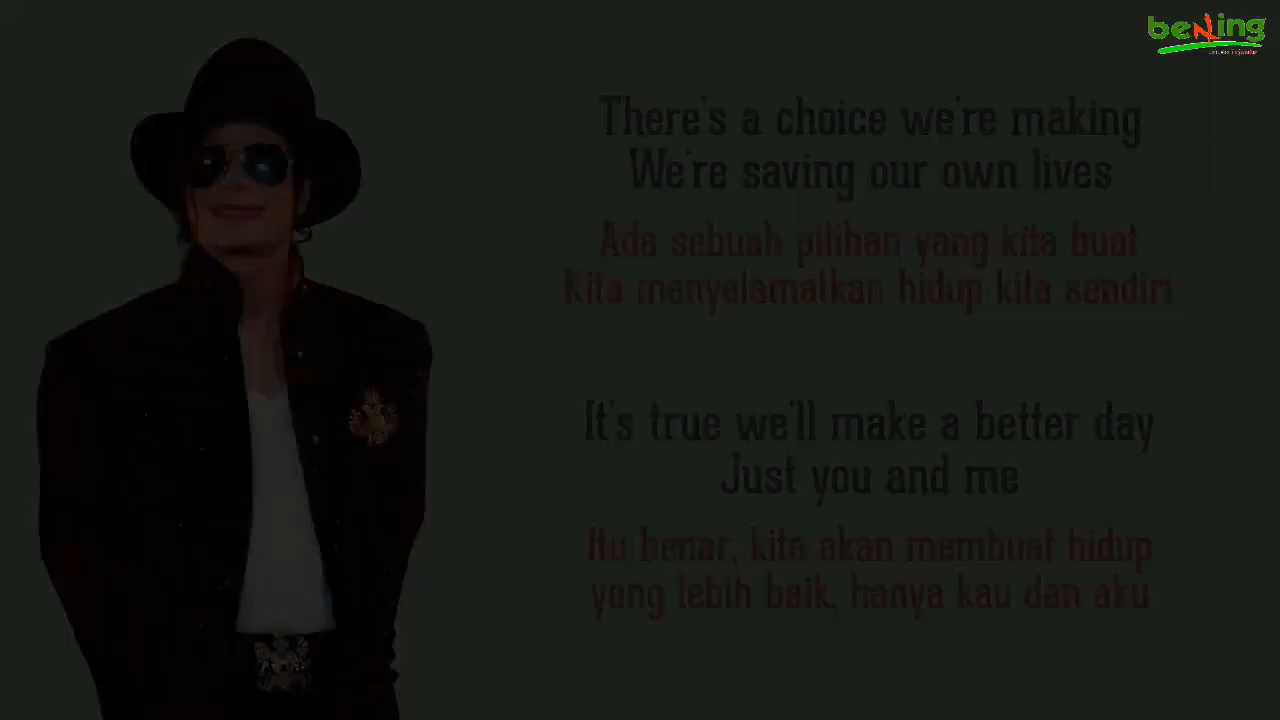 beNing
There's a choice we're making
We're saving our own lives
Ada sebuah pilihan yang kita buat
Kita menyelamatkan hidup kita sendiri
It's true we'll make a better day
Just you and me
Itu benar, kita akan membuat hidup
yang lebih baik, hanya kau dan aku